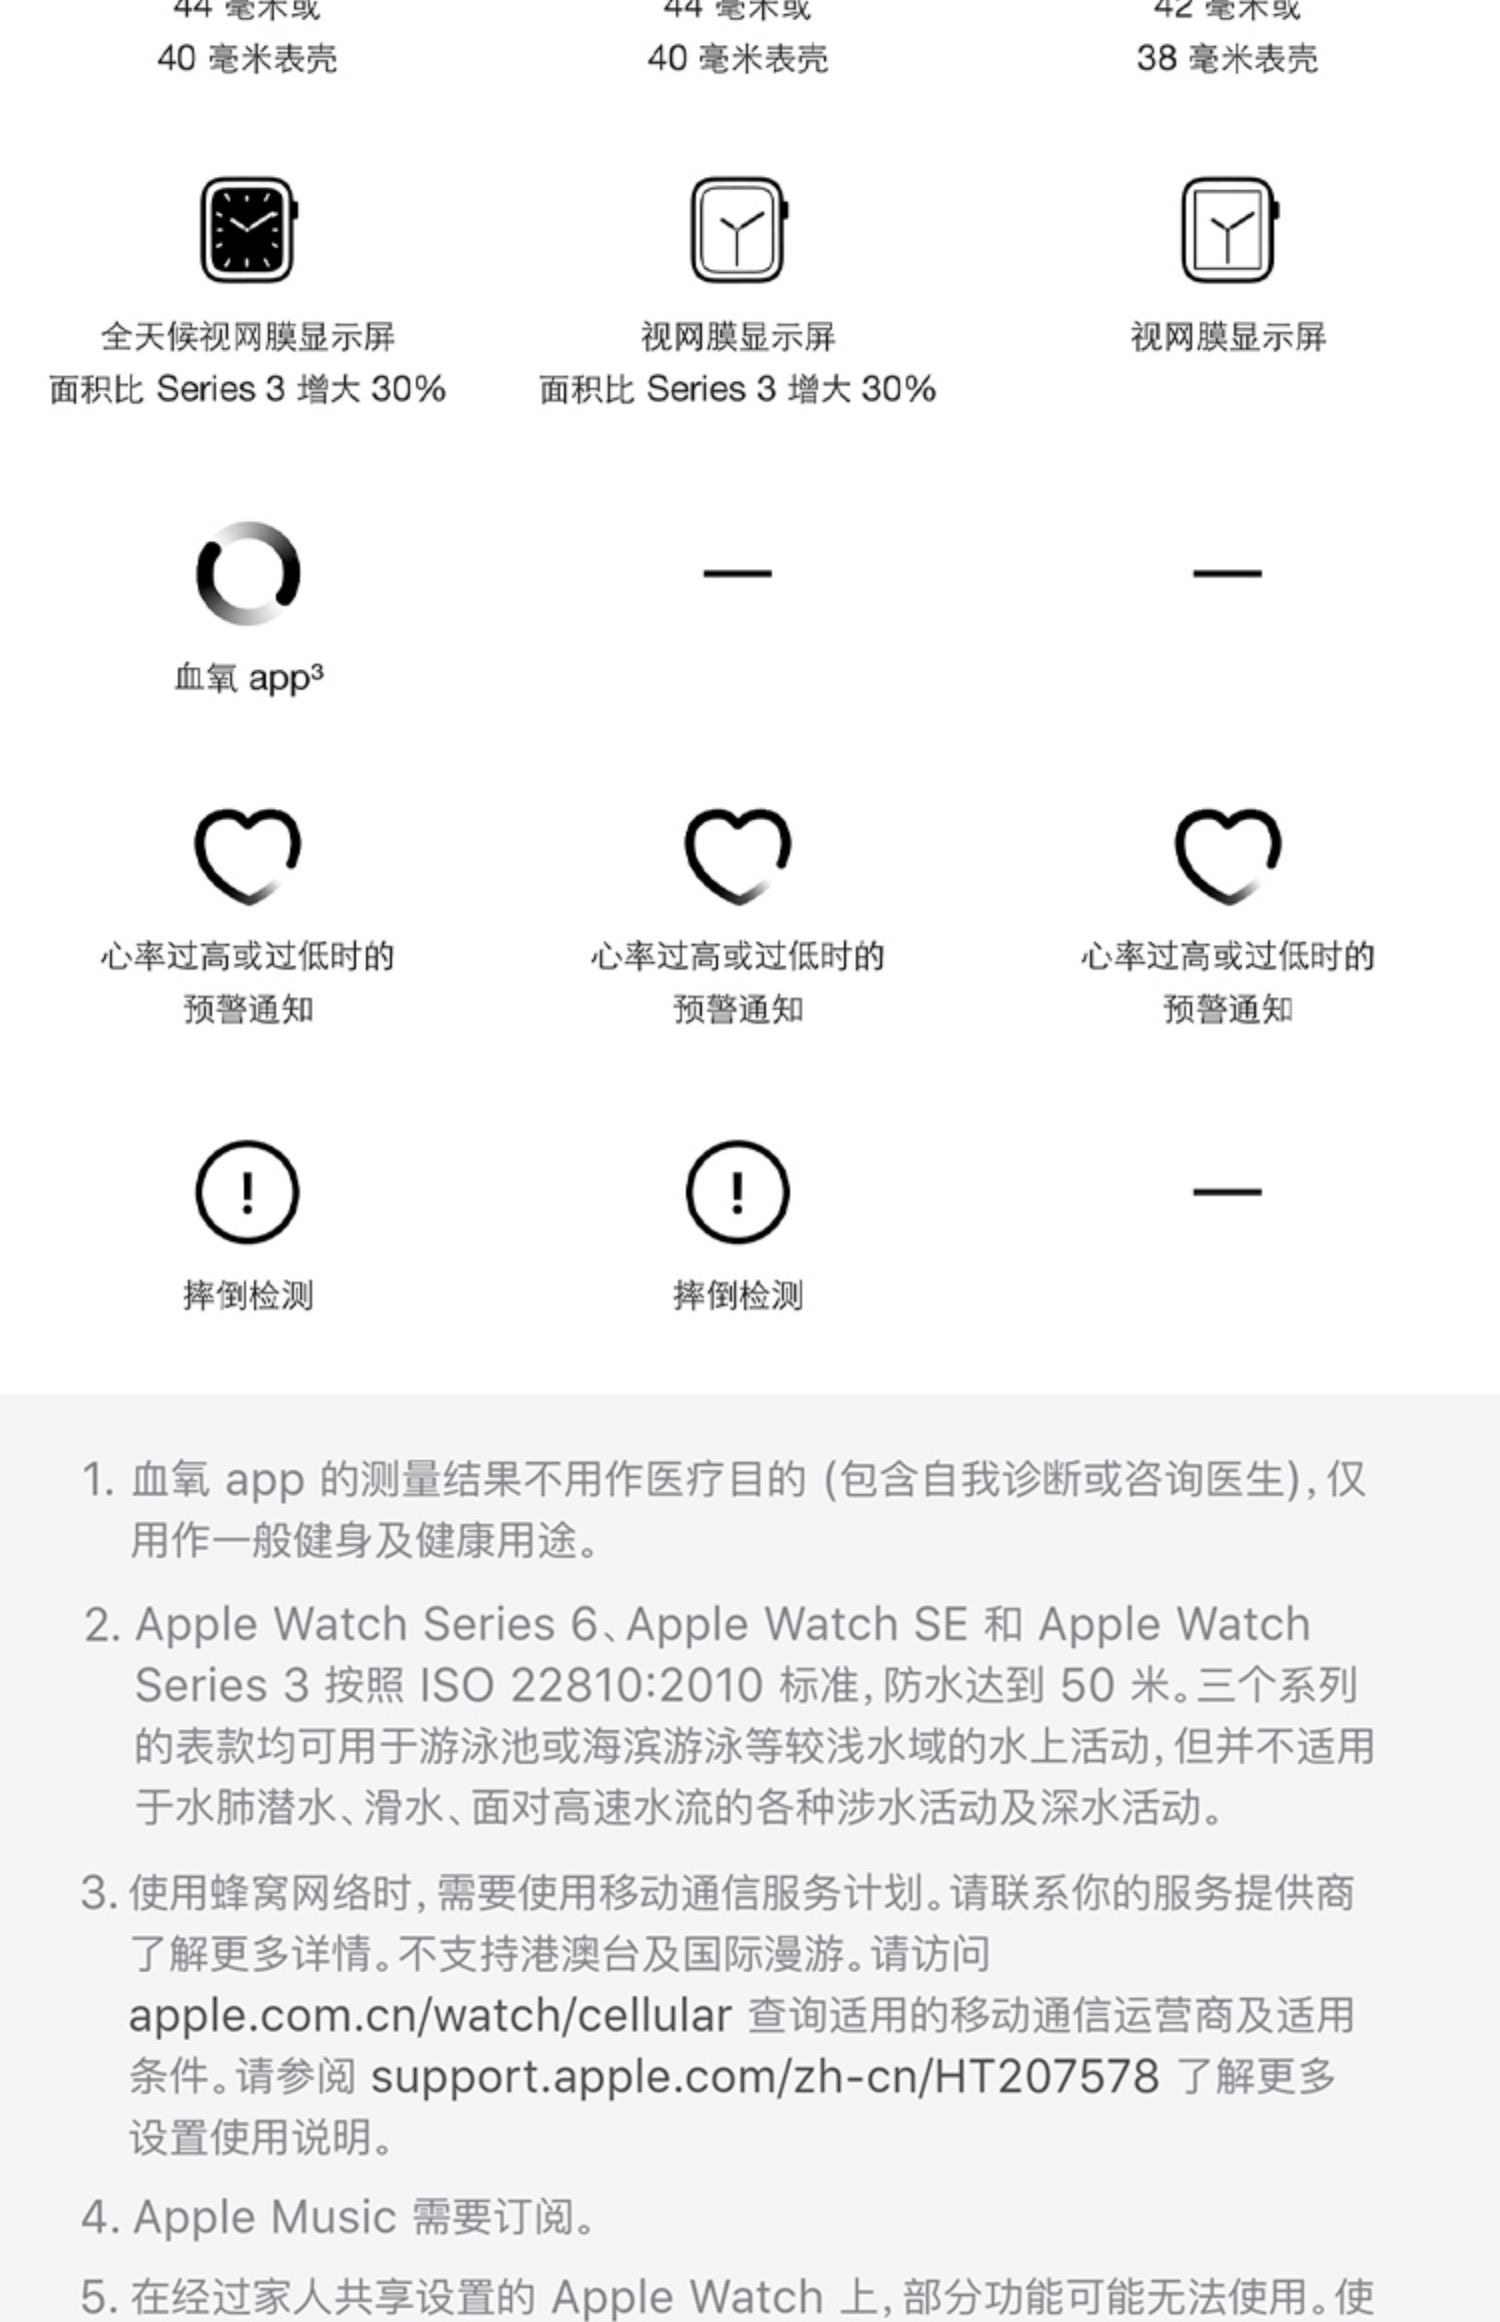 44 毫米或
44 毫米或
42 毫米或
40 毫米表壳
40 毫米表壳
38 毫米表壳
全天候视网膜显示屏
面积比 Series 3 增大 30%
视网膜显示屏
面积比 Series 3 增大 30%
视网膜显示屏
血氧 app³
—
—
心率过高或过低时的
预警通知
心率过高或过低时的
预警通知
心率过高或过低时的
预警通知
摔倒检测
摔倒检测
—
1. 血氧 app 的测量结果不用作医疗目的 (包含自我诊断或咨询医生)，仅
用作一般健身及健康用途。
2. Apple Watch Series 6、Apple Watch SE 和 Apple Watch
Series 3 按照 ISO 22810:2010 标准，防水达到 50 米。三个系列
的表款均可用于游泳池或海滨游泳等较浅水域的水上活动，但并不适用
于水肺潜水、滑水、面对高速水流的各种涉水活动及深水活动。
3. 使用蜂窝网络时，需要使用移动通信服务计划。请联系你的服务提供商
了解更多详情。不支持港澳台及国际漫游。请访问
apple.com.cn/watch/cellular 查询适用的移动通信运营商及适用
条件。请参阅 support.apple.com/zh-cn/HT207578 了解更多
设置使用说明。
4. Apple Music 需要订阅。
5. 在经过家人共享设置的 Apple Watch 上，部分功能可能无法使用。使